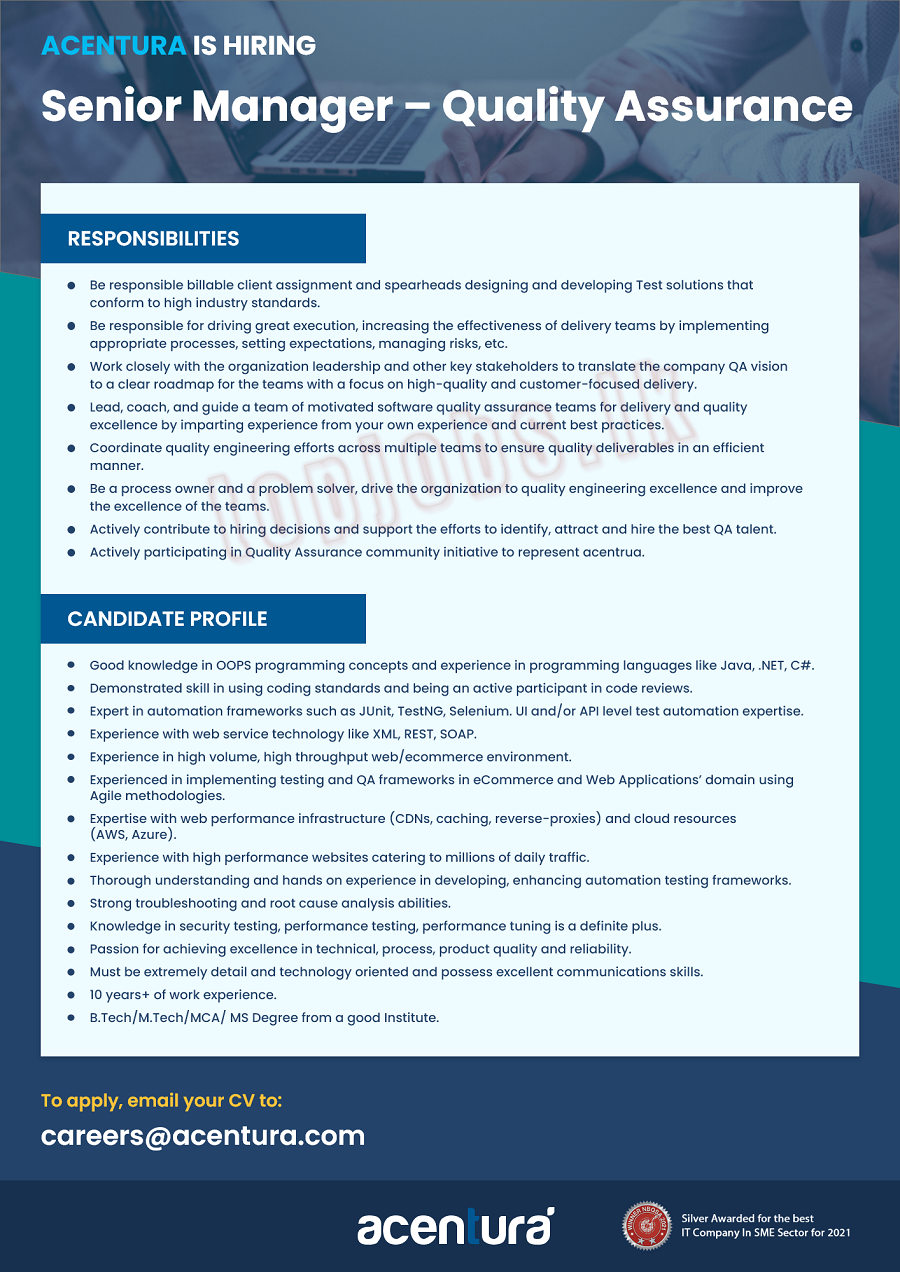 ACENTURA IS HIRING
Senior Manager – Quality Assurance
RESPONSIBILITIES
Be responsible billable client assignment and spearheads designing and developing Test solutions that
conform to high industry standards.
Be responsible for driving great execution, increasing the effectiveness of delivery teams by implementing
appropriate processes, setting expectations, managing risks, etc.
Work closely with the organization leadership and other key stakeholders to translate the company QA vision
to a clear roadmap for the teams with a focus on high-quality and customer-focused delivery.
Lead, coach, and guide a team of motivated software quality assurance teams for delivery and quality
excellence by imparting experience from your own experience and current best practices.
Coordinate quality engineering efforts across multiple teams to ensure quality deliverables in an efficient
manner.
Be a process owner and a problem solver, drive the organization to quality engineering excellence and improve
the excellence of the teams.
Actively contribute to hiring decisions and support the efforts to identify, attract and hire the best QA talent.
Actively participating in Quality Assurance community initiative to represent acentrua.
topjobs.lk
CANDIDATE PROFILE
Good knowledge in OOPS programming concepts and experience in programming languages like Java, .NET, C#.
Demonstrated skill in using coding standards and being an active participant in code reviews.
Expert in automation frameworks such as JUnit, TestNG, Selenium. UI and/or API level test automation expertise.
Experience with web service technology like XML, REST, SOAP.
Experience in high volume, high throughput web/ecommerce environment.
Experienced in implementing testing and QA frameworks in eCommerce and Web Applications’ domain using
Agile methodologies.
Expertise with web performance infrastructure (CDNs, caching, reverse-proxies) and cloud resources
(AWS, Azure).
Experience with high performance websites catering to millions of daily traffic.
Thorough understanding and hands on experience in developing, enhancing automation testing frameworks.
Strong troubleshooting and root cause analysis abilities.
Knowledge in security testing, performance testing, performance tuning is a definite plus.
Passion for achieving excellence in technical, process, product quality and reliability.
Must be extremely detail and technology oriented and possess excellent communications skills.
10 years+ of work experience.
B.Tech/M.Tech/MCA/ MS Degree from a good Institute.
To apply, email your CV to:
careers@acentura.com
acentura
WINNER NBQSA 2021
Silver Awarded for the best
IT Company In SME Sector for 2021